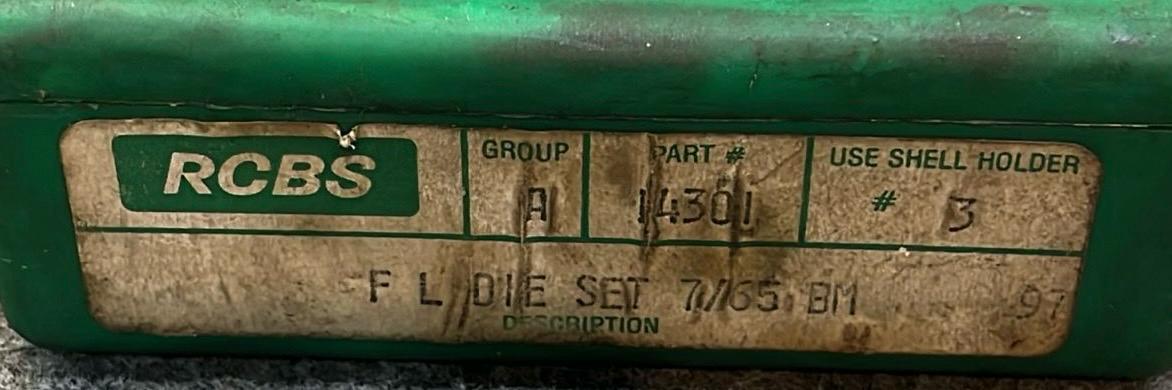 RCBS
GROUP
A
PART #
14301
USE SHELL HOLDER
# 3
F L DIE SET 7.65 BM 97
DESCRIPTION